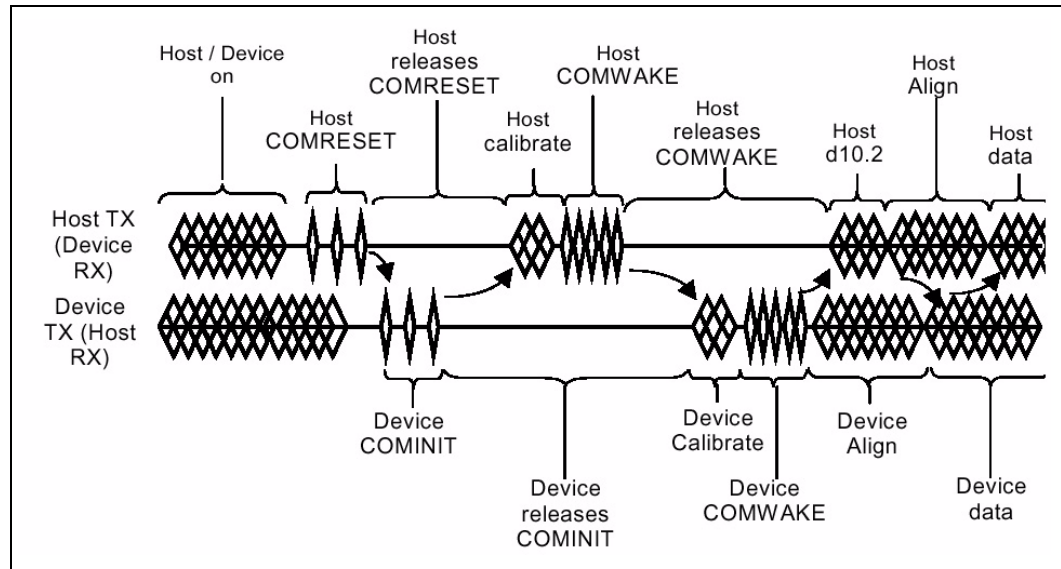 Host / Device
on
Host
COMRESET
Host
releases
COMRESET
Host
calibrate
Host
COMWAKE
Host
releases
COMWAKE
Host
d10.2
Host
Align
Host
data
Host TX
(Device
RX)
Device
TX (Host
RX)
Device
COMINIT
Device
releases
COMINIT
Device
Calibrate
Device
COMWAKE
Device
Align
Device
data